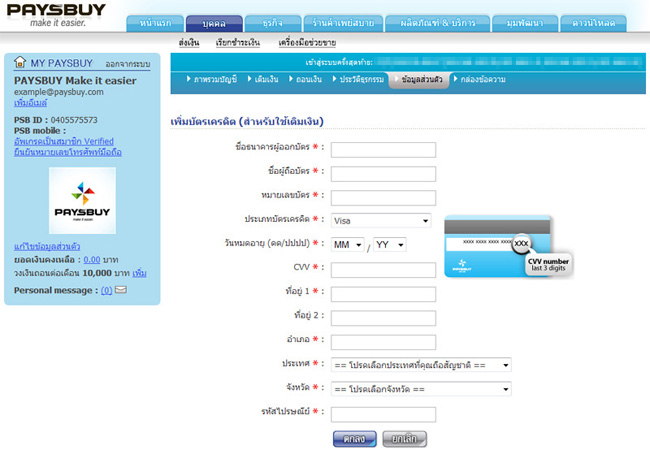 PAYSBUY
make it easier.
หน้าแรก บุคคล ธุรกิจ ร้านค้าเพย์สบาย ผลิตภัณฑ์ & บริการ มุมพัฒนา ดาวน์โหลด
ส่งเงิน เรียกชำระเงิน เครื่องมือช่วยขาย
MY PAYSBUY ออกจากระบบ
PAYSBUY Make it easier
example@paysbuy.com
เพิ่มอีเมล์
PSB ID : 0405575573
PSB mobile :
อัพเกรดเป็นสมาชิก Verified
ยืนยันหมายเลขโทรศัพท์มือถือ
PAYSBUY
MAKE IT EASIER
แก้ไขข้อมูลส่วนตัว
ยอดเงินคงเหลือ : 0.00 บาท
วงเงินถอนต่อเดือน 10,000 บาท เพิ่ม
Personal message : (0)
เข้าสู่ระบบครั้งสุดท้าย:
ภาพรวมบัญชี เติมเงิน ถอนเงิน ประวัติธุรกรรม ข้อมูลส่วนตัว กล่องข้อความ
เพิ่มบัตรเครดิต (สำหรับใช้เติมเงิน)
ชื่อธนาคารผู้ออกบัตร * :
ชื่อผู้ถือบัตร * :
หมายเลขบัตร * :
ประเภทบัตรเครดิต * : Visa
วันหมดอายุ (ดด/ปปปป) * : MM / YY
CVV * :
ที่อยู่ 1 * :
ที่อยู่ 2 :
อำเภอ * :
ประเทศ * : == โปรดเลือกประเทศที่คุณถือสัญชาติ ==
จังหวัด * : == โปรดเลือกจังหวัด ==
รหัสไปรษณีย์ * :
ตกลง ยกเลิก
xxxx xxxx xxxx xxxx xxx
PAYSBUY
CVV number
last 3 digits